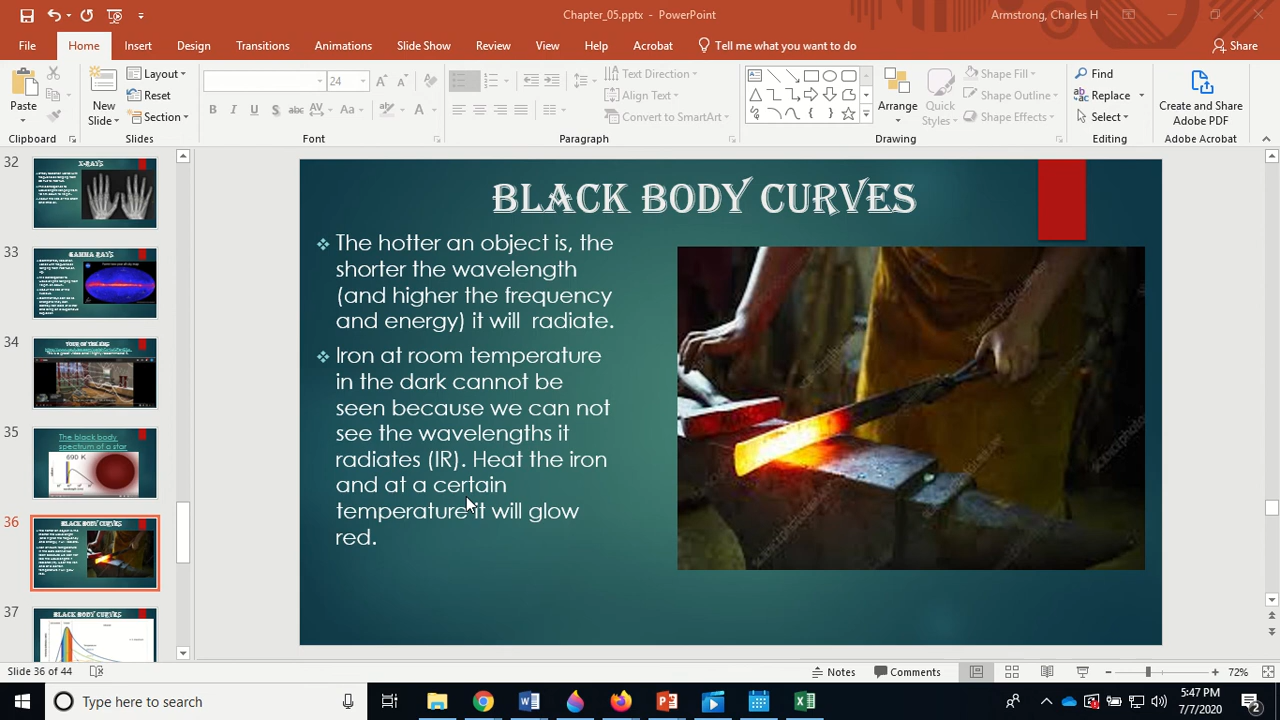 Chapter_05.pptx - PowerPoint
Armstrong, Charles H
File Home Insert Design Transitions Animations Slide Show Review View Help Acrobat Tell me what you want to do Share
Paste
Clipboard
New Slide
Layout
Reset
Section
Slides
24
B I U S abc AV Aa A
Font
Text Direction
Align Text
Convert to SmartArt
Paragraph
Arrange
Quick Styles
Shape Fill
Shape Outline
Shape Effects
Drawing
Find
Replace
Select
Editing
Create and Share Adobe PDF
Adobe Acrobat
32
X-RAYS
33
GAMMA RAYS
34
35
The black body
spectrum of a star
36
BLACK BODY CURVES
37
BLACK BODY CURVES
BLACK BODY CURVES
The hotter an object is, the
shorter the wavelength
(and higher the frequency
and energy) it will radiate.
Iron at room temperature
in the dark cannot be
seen because we can not
see the wavelengths it
radiates (IR). Heat the iron
and at a certain
temperature it will glow
red.
Slide 36 of 44
Notes
Comments
72%
Type here to search
5:47 PM
7/7/2020
2